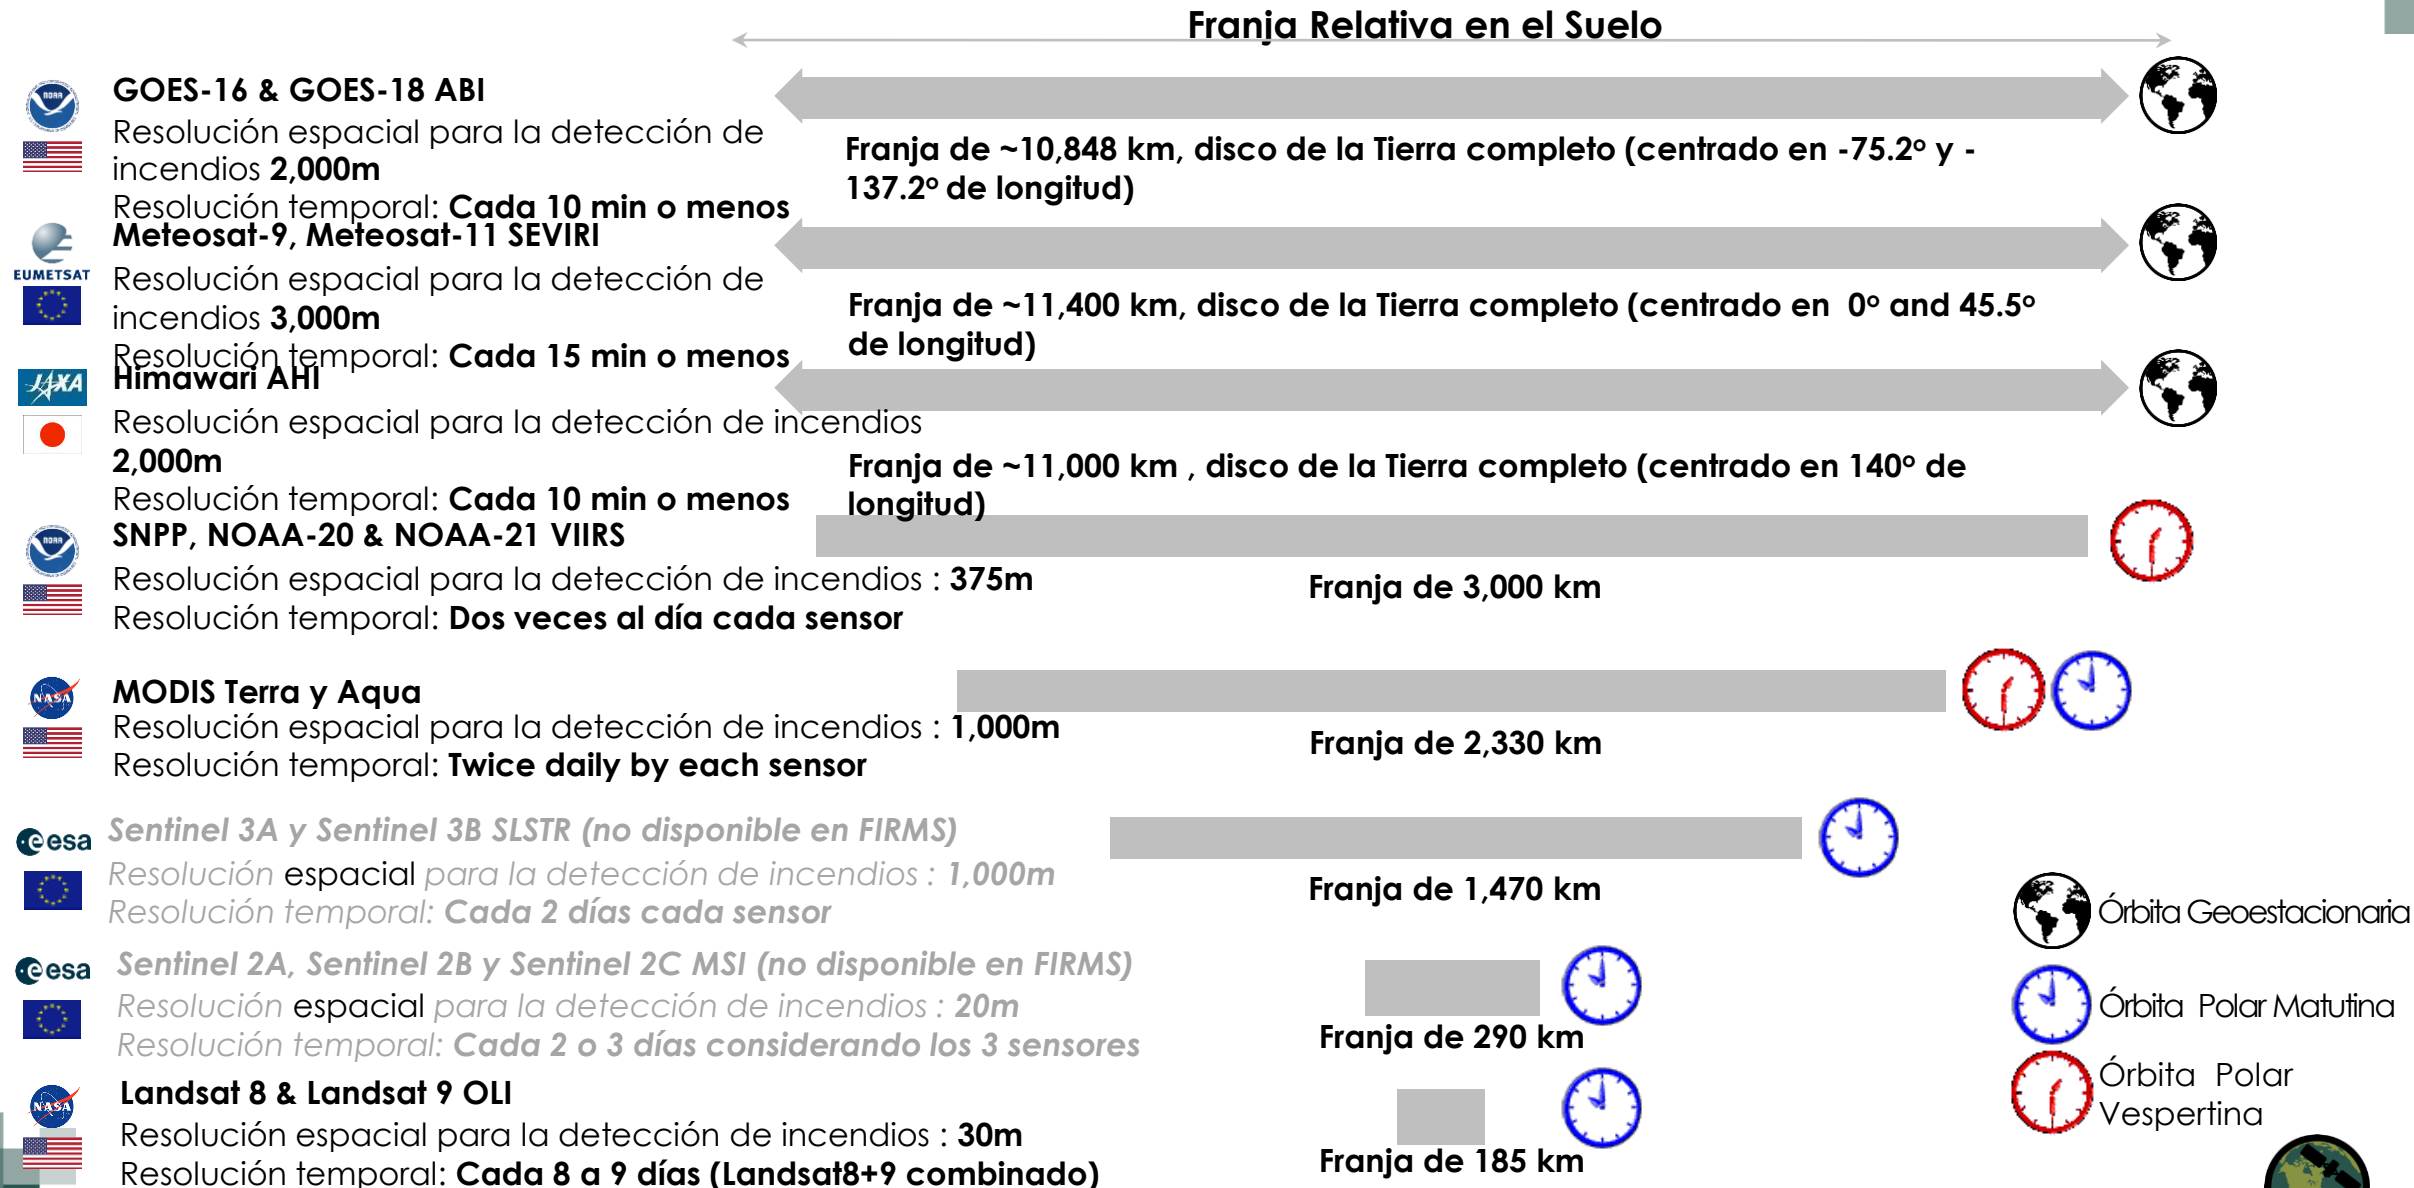 Franja Relativa en el Suelo
NOAA
GOES-16 & GOES-18 ABI
Resolución espacial para la detección de
incendios 2,000m
Resolución temporal: Cada 10 min o menos
Franja de ~10,848 km, disco de la Tierra completo (centrado en -75.2º y -
137.2º de longitud)
EUMETSAT
Meteosat-9, Meteosat-11 SEVIRI
Resolución espacial para la detección de
incendios 3,000m
Resolución temporal: Cada 15 min o menos
Franja de ~11,400 km, disco de la Tierra completo (centrado en 0º and 45.5º
de longitud)
JAXA
Himawari AHI
Resolución espacial para la detección de incendios
2,000m
Resolución temporal: Cada 10 min o menos
Franja de ~11,000 km , disco de la Tierra completo (centrado en 140º de
longitud)
NOAA
SNPP, NOAA-20 & NOAA-21 VIIRS
Resolución espacial para la detección de incendios : 375m
Resolución temporal: Dos veces al día cada sensor
Franja de 3,000 km
NASA
MODIS Terra y Aqua
Resolución espacial para la detección de incendios : 1,000m
Resolución temporal: Twice daily by each sensor
Franja de 2,330 km
esa
Sentinel 3A y Sentinel 3B SLSTR (no disponible en FIRMS)
Resolución espacial para la detección de incendios : 1,000m
Resolución temporal: Cada 2 días cada sensor
Franja de 1,470 km
esa
Sentinel 2A, Sentinel 2B y Sentinel 2C MSI (no disponible en FIRMS)
Resolución espacial para la detección de incendios : 20m
Resolución temporal: Cada 2 o 3 días considerando los 3 sensores
Franja de 290 km
NASA
Landsat 8 & Landsat 9 OLI
Resolución espacial para la detección de incendios : 30m
Resolución temporal: Cada 8 a 9 días (Landsat8+9 combinado)
Franja de 185 km
Órbita Geoestacionaria
Órbita Polar Matutina
Órbita Polar
Vespertina